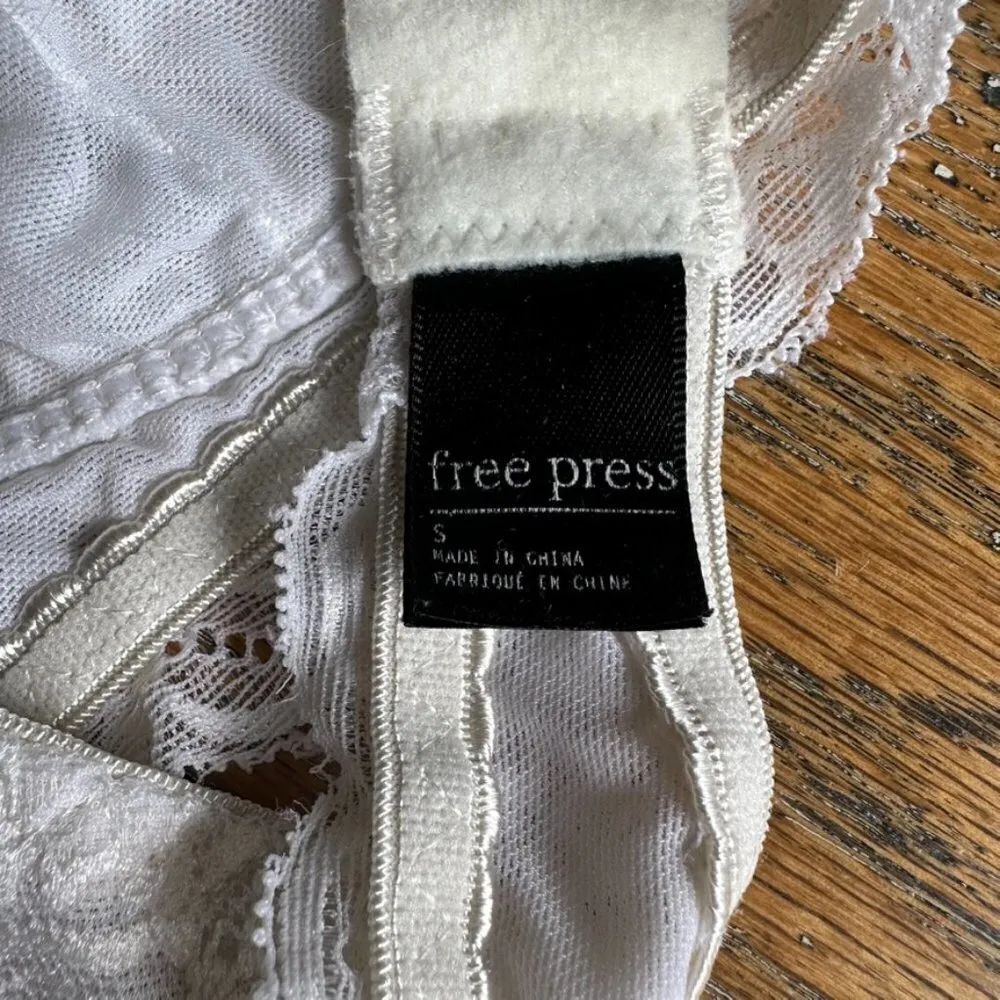 free press
S
MADE IN CHINA
FABRIQUÉ EN CHINE